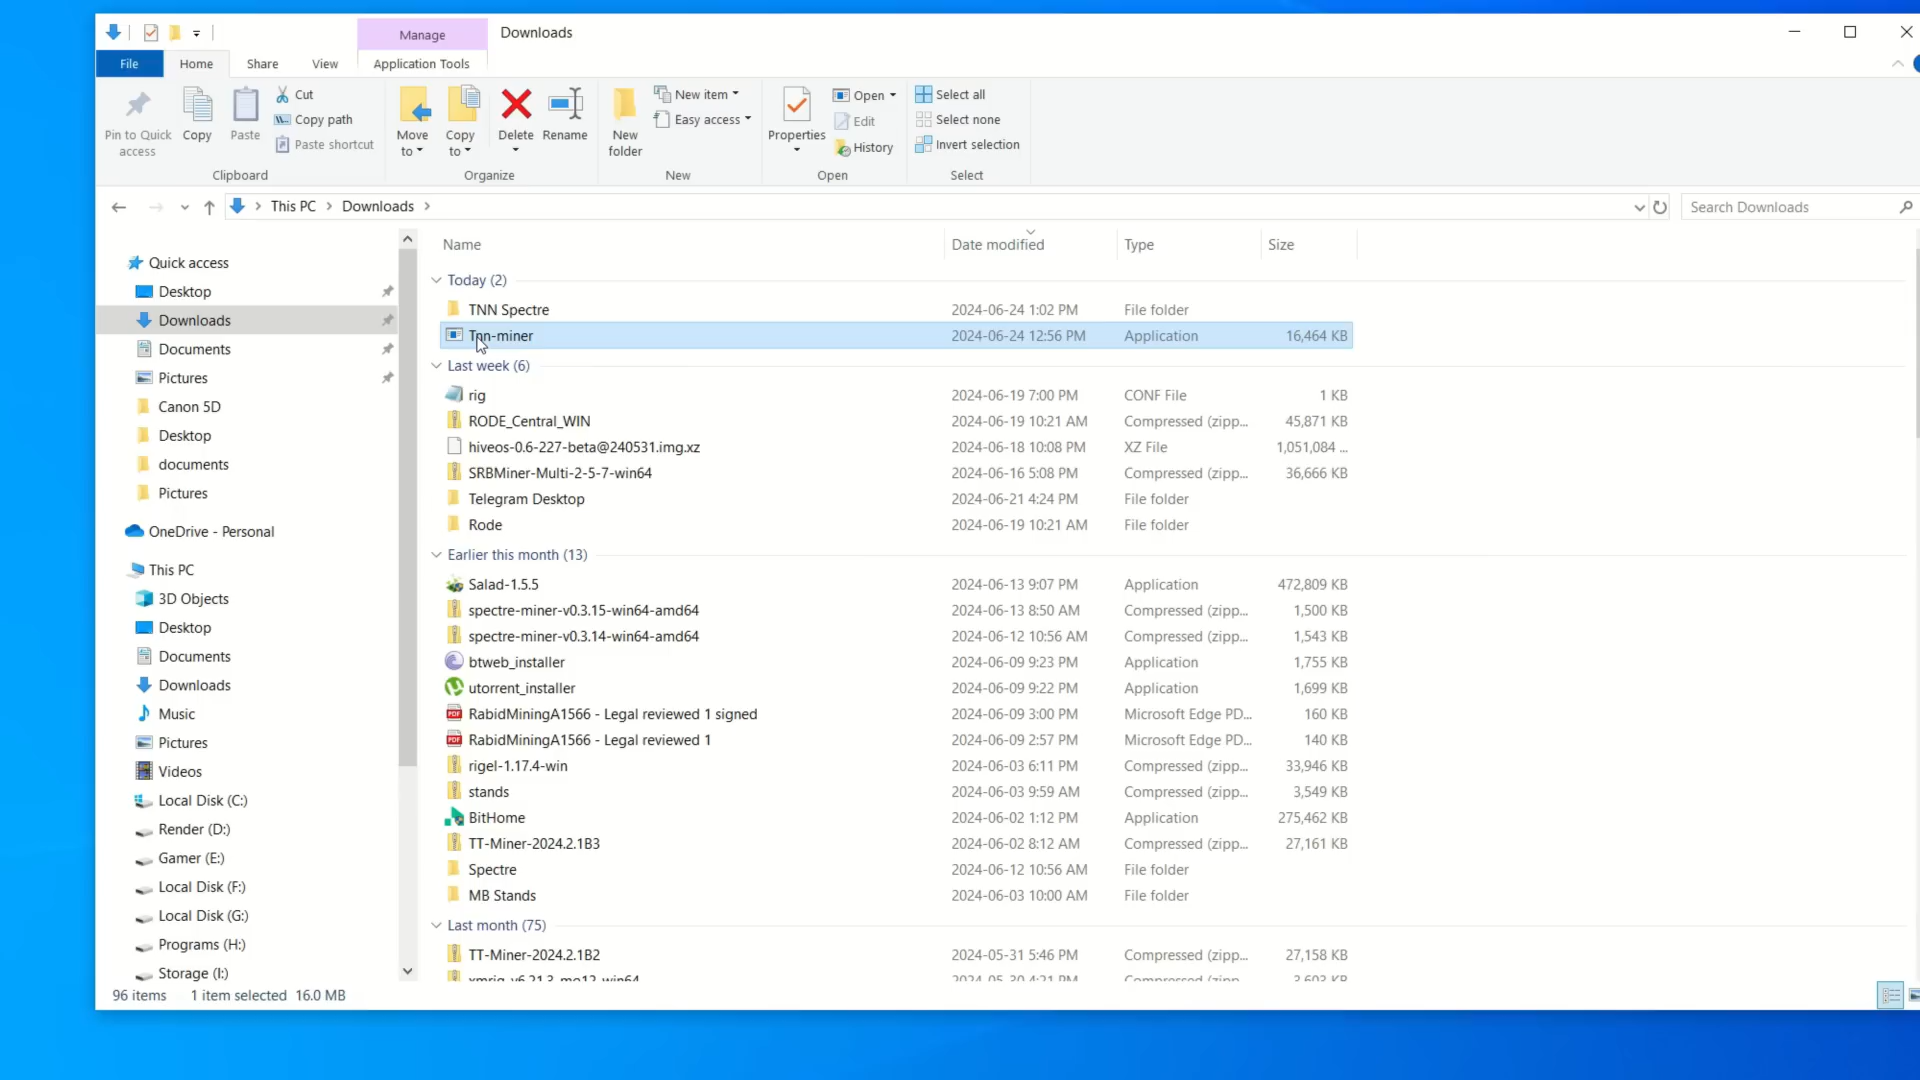 Manage
Downloads
File
Home
Share
View
Application Tools
Pin to Quick access
Copy
Paste
Cut
Copy path
Paste shortcut
Clipboard
Move to
Copy to
Delete
Rename
Organize
New folder
New item
Easy access
New
Properties
Open
Edit
History
Open
Select all
Select none
Invert selection
Select
This PC > Downloads >
Search Downloads
Quick access
Desktop
Downloads
Documents
Pictures
Canon 5D
Desktop
documents
Pictures
OneDrive - Personal
This PC
3D Objects
Desktop
Documents
Downloads
Music
Pictures
Videos
Local Disk (C:)
Render (D:)
Gamer (E:)
Local Disk (F:)
Local Disk (G:)
Programs (H:)
Storage (I:)
Name Date modified Type Size
Today (2)
TNN Spectre 2024-06-24 1:02 PM File folder
Tnn-miner 2024-06-24 12:56 PM Application 16,464 KB
Last week (6)
rig 2024-06-19 7:00 PM CONF File 1 KB
RODE_Central_WIN 2024-06-19 10:21 AM Compressed (zipp... 45,871 KB
hiveos-0.6-227-beta@240531.img.xz 2024-06-18 10:08 PM XZ File 1,051,084 ...
SRBMiner-Multi-2-5-7-win64 2024-06-16 5:08 PM Compressed (zipp... 36,666 KB
Telegram Desktop 2024-06-21 4:24 PM File folder
Rode 2024-06-19 10:21 AM File folder
Earlier this month (13)
Salad-1.5.5 2024-06-13 9:07 PM Application 472,809 KB
spectre-miner-v0.3.15-win64-amd64 2024-06-13 8:50 AM Compressed (zipp... 1,500 KB
spectre-miner-v0.3.14-win64-amd64 2024-06-12 10:56 AM Compressed (zipp... 1,543 KB
btweb_installer 2024-06-09 9:23 PM Application 1,755 KB
utorrent_installer 2024-06-09 9:22 PM Application 1,699 KB
RabidMiningA1566 - Legal reviewed 1 signed 2024-06-09 3:00 PM Microsoft Edge PD... 160 KB
RabidMiningA1566 - Legal reviewed 1 2024-06-09 2:57 PM Microsoft Edge PD... 140 KB
rigel-1.17.4-win 2024-06-03 6:11 PM Compressed (zipp... 33,946 KB
stands 2024-06-03 9:59 AM Compressed (zipp... 3,549 KB
BitHome 2024-06-02 1:12 PM Application 275,462 KB
TT-Miner-2024.2.1B3 2024-06-02 8:12 AM Compressed (zipp... 27,161 KB
Spectre 2024-06-12 10:56 AM File folder
MB Stands 2024-06-03 10:00 AM File folder
Last month (75)
TT-Miner-2024.2.1B2 2024-05-31 5:46 PM Compressed (zipp... 27,158 KB
96 items 1 item selected 16.0 MB